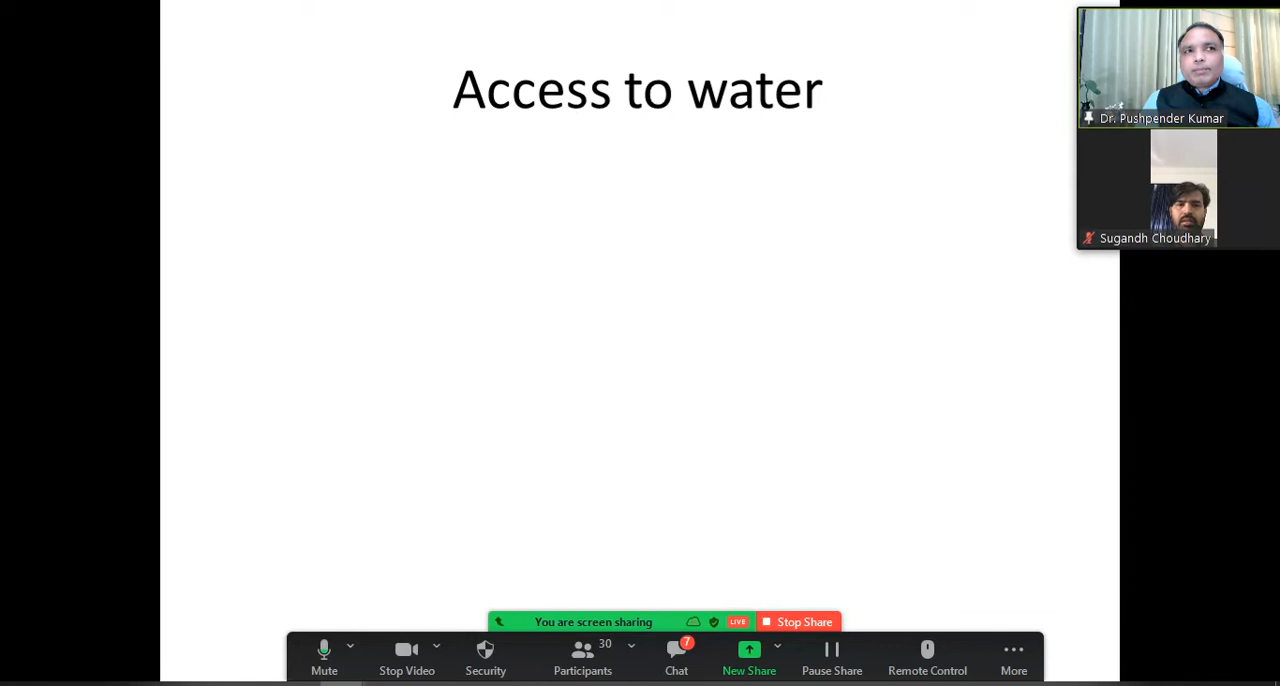 Access to water
Dr. Pushpender Kumar
Sugandh Choudhary
You are screen sharing
LIVE
Stop Share
30
7
Mute
Stop Video
Security
Participants
Chat
New Share
Pause Share
Remote Control
More